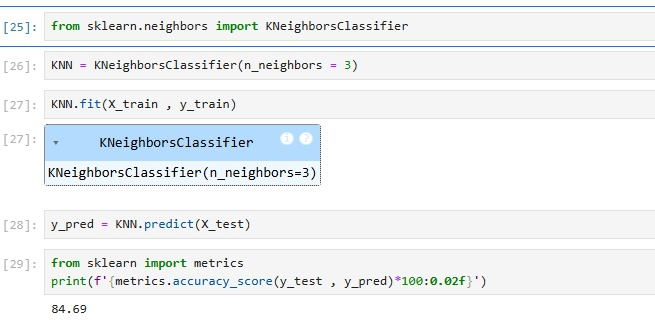 [25]: from sklearn.neighbors import KNeighborsClassifier
[26]: KNN = KNeighborsClassifier(n_neighbors = 3)
[27]: KNN.fit(X_train , y_train)
[27]: ▾ KNeighborsClassifier i ?
KNeighborsClassifier(n_neighbors=3)
[28]: y_pred = KNN.predict(X_test)
[29]: from sklearn import metrics
print(f'{metrics.accuracy_score(y_test , y_pred)*100:0.02f}')
84.69